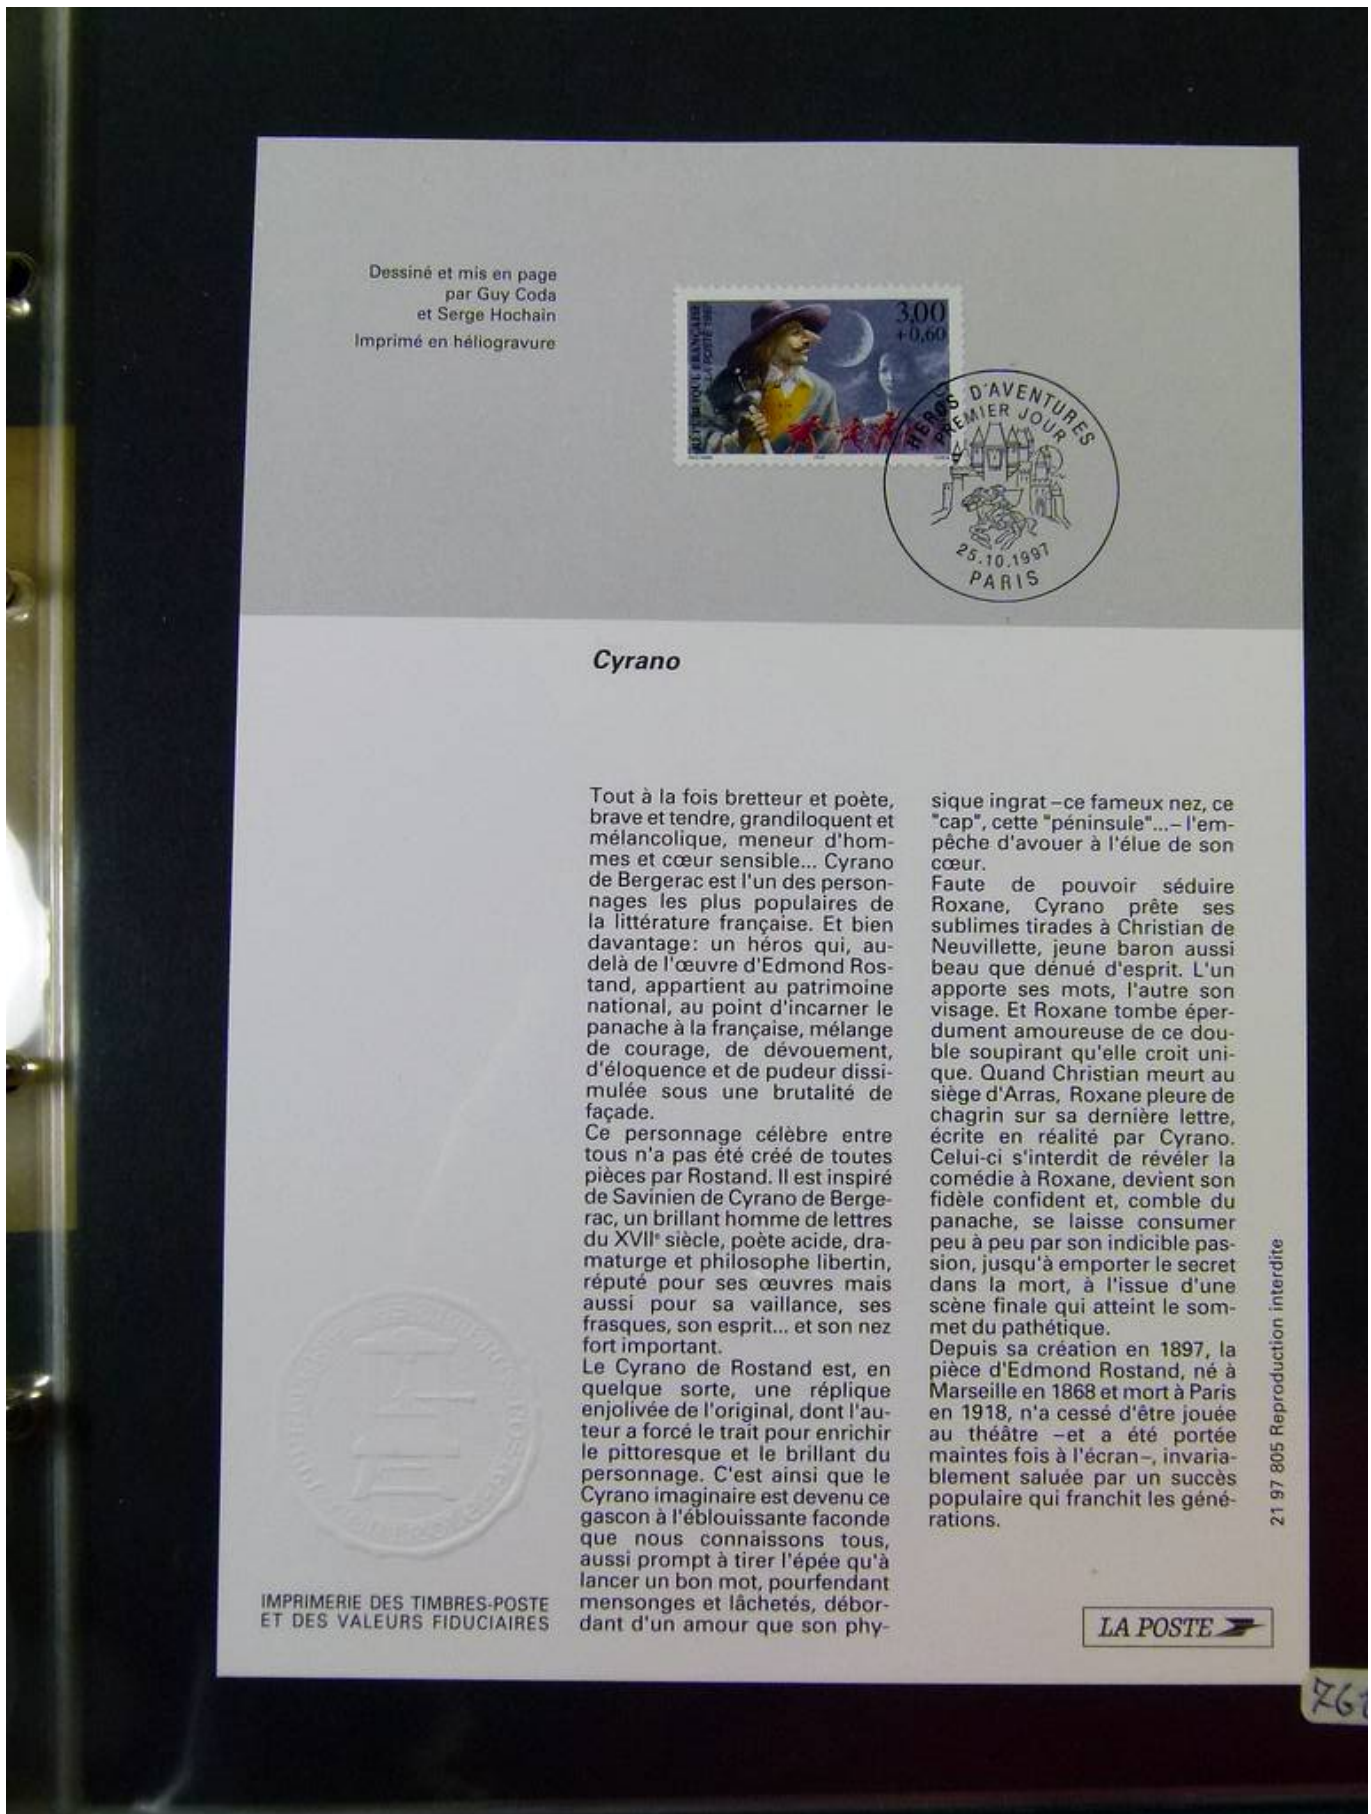 Dessiné et mis en page
par Guy Coda
et Serge Hochain
Imprimé en héliogravure
RÉPUBLIQUE FRANÇAISE
LA POSTE 1997
3,00
+0,60
HEROS D'AVENTURES
PREMIER JOUR
25.10.1997
PARIS
Cyrano
Tout à la fois bretteur et poète,
brave et tendre, grandiloquent et
mélancolique, meneur d'hom-
mes et cœur sensible... Cyrano
de Bergerac est l'un des person-
nages les plus populaires de
la littérature française. Et bien
davantage: un héros qui, au-
delà de l'œuvre d'Edmond Ros-
tand, appartient au patrimoine
national, au point d'incarner le
panache à la française, mélange
de courage, de dévouement,
d'éloquence et de pudeur dissi-
mulée sous une brutalité de
façade.
Ce personnage célèbre entre
tous n'a pas été créé de toutes
pièces par Rostand. Il est inspiré
de Savinien de Cyrano de Berge-
rac, un brillant homme de lettres
du XVIIe siècle, poète acide, dra-
maturge et philosophe libertin,
réputé pour ses œuvres mais
aussi pour sa vaillance, ses
frasques, son esprit... et son nez
fort important.
Le Cyrano de Rostand est, en
quelque sorte, une réplique
enjolivée de l'original, dont l'au-
teur a forcé le trait pour enrichir
le pittoresque et le brillant du
personnage. C'est ainsi que le
Cyrano imaginaire est devenu ce
gascon à l'éblouissante faconde
que nous connaissons tous,
aussi prompt à tirer l'épée qu'à
lancer un bon mot, pourfendant
mensonges et lâchetés, débor-
dant d'un amour que son phy-
sique ingrat –ce fameux nez, ce
"cap", cette "péninsule"...– l'em-
pêche d'avouer à l'élue de son
cœur.
Faute de pouvoir séduire
Roxane, Cyrano prête ses
sublimes tirades à Christian de
Neuvillette, jeune baron aussi
beau que dénué d'esprit. L'un
apporte ses mots, l'autre son
visage. Et Roxane tombe éper-
dument amoureuse de ce dou-
ble soupirant qu'elle croit uni-
que. Quand Christian meurt au
siège d'Arras, Roxane pleure de
chagrin sur sa dernière lettre,
écrite en réalité par Cyrano.
Celui-ci s'interdit de révéler la
comédie à Roxane, devient son
fidèle confident et, comble du
panache, se laisse consumer
peu à peu par son indicible pas-
sion, jusqu'à emporter le secret
dans la mort, à l'issue d'une
scène finale qui atteint le som-
met du pathétique.
Depuis sa création en 1897, la
pièce d'Edmond Rostand, né à
Marseille en 1868 et mort à Paris
en 1918, n'a cessé d'être jouée
au théâtre –et a été portée
maintes fois à l'écran–, invaria-
blement saluée par un succès
populaire qui franchit les géné-
rations.
21 97 805 Reproduction interdite
IMPRIMERIE DES TIMBRES-POSTE
ET DES VALEURS FIDUCIAIRES
LA POSTE